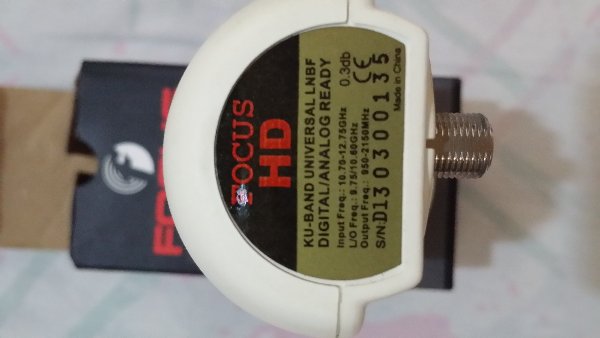 FOCUS
HD
KU-BAND UNIVERSAL LNBF
DIGITAL/ANALOG READY
Input Freq.: 10.70-12.75GHz 0.3db
L/O Freq.: 9.75/10.60GHz
Output Freq.: 950-2150MHz CE
S/N:D130300135
Made in China